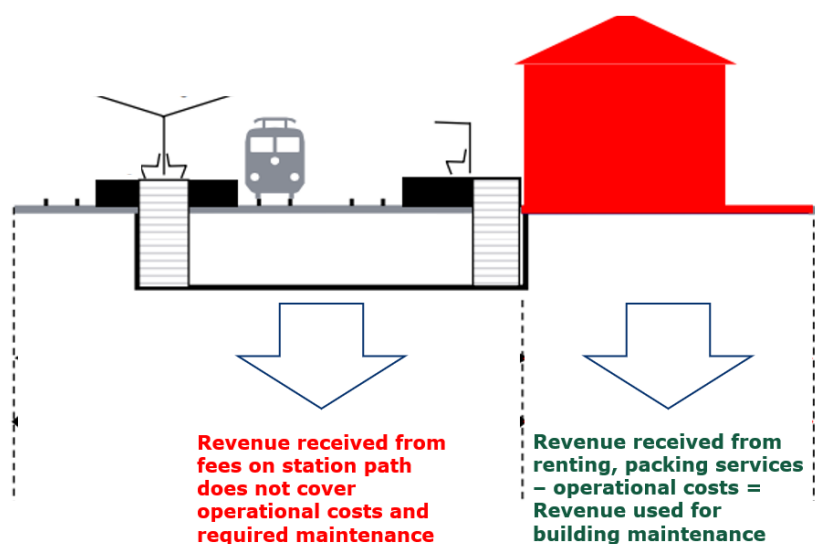 Revenue received from
fees on station path
does not cover
operational costs and
required maintenance
Revenue received from
renting, packing services
– operational costs =
Revenue used for
building maintenance